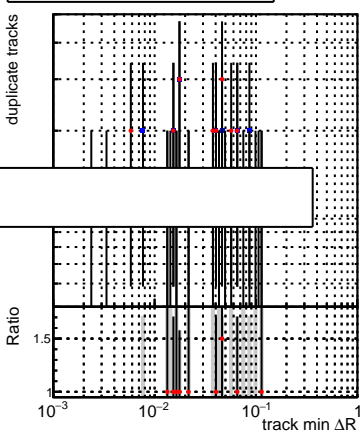 duplicate tracks
Ratio
1.5
1
10⁻³ 10⁻² 10⁻¹ 1
track min ΔR